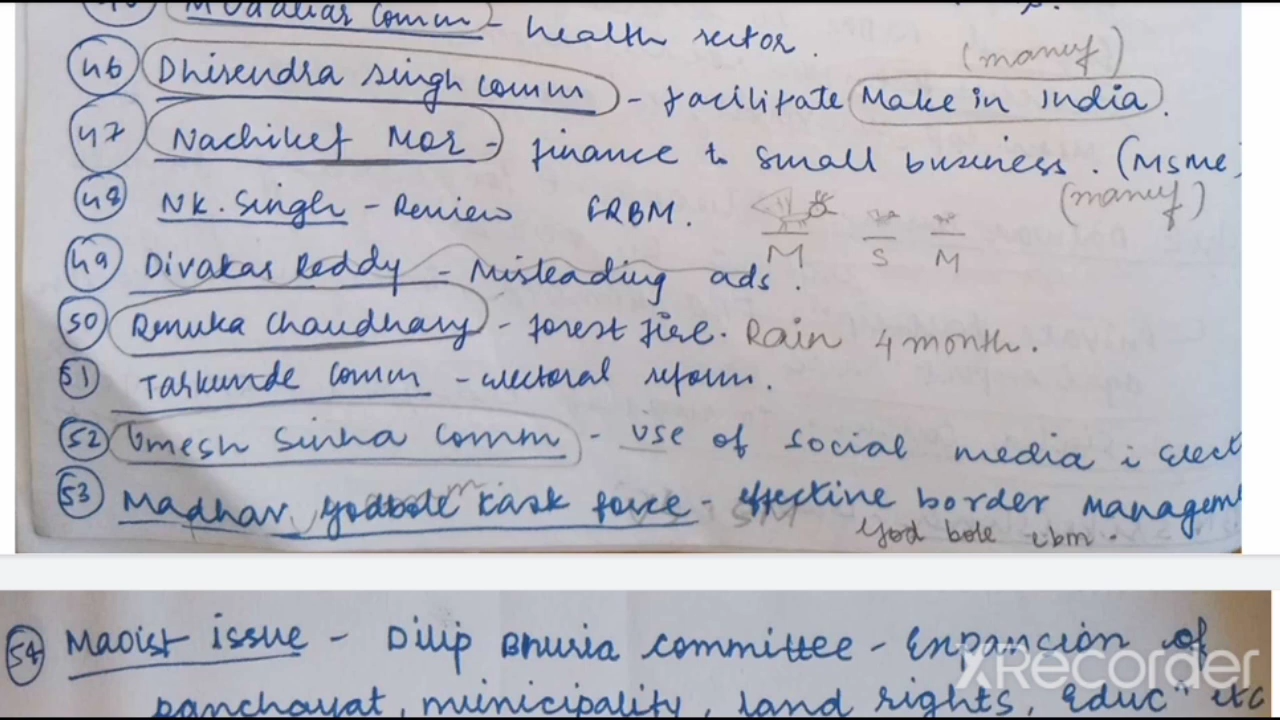 Mudaliar Comm - health sector.
(manuf)
46 Dhirendra Singh Comm - facilitate Make in India.
47 Nachiket Mor - finance to small business. (MSME)
48 NK. Singh - Review FRBM. (manuf)
M S M
49 Divakar Reddy - Misleading ads.
50 Renuka Chaudhary - forest fire. Rain 4 month.
51 Tarkunde Comm - electoral reform.
52 Umesh Sinha Comm - use of social media i Elect
53 Madhav Godbole task force - effective border managem
God bole ebm.
54 Maoist issue - Dilip Bhuria committee - Expansion of
panchayat, municipality, land rights, Educⁿ etc
XRecorder